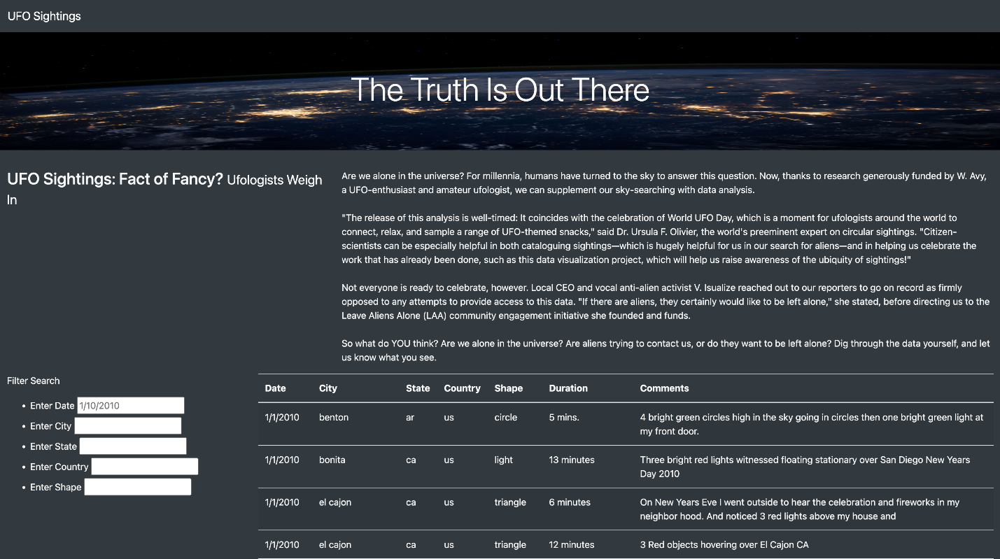 UFO Sightings
The Truth Is Out There
UFO Sightings: Fact of Fancy? Ufologists Weigh
In
Are we alone in the universe? For millennia, humans have turned to the sky to answer this question. Now, thanks to research generously funded by W. Avy,
a UFO-enthusiast and amateur ufologist, we can supplement our sky-searching with data analysis.
"The release of this analysis is well-timed: It coincides with the celebration of World UFO Day, which is a moment for ufologists around the world to
connect, relax, and sample a range of UFO-themed snacks," said Dr. Ursula F. Olivier, the world's preeminent expert on circular sightings. "Citizen-
scientists can be especially helpful in both cataloguing sightings—which is hugely helpful for us in our search for aliens—and in helping us celebrate the
work that has already been done, such as this data visualization project, which will help us raise awareness of the ubiquity of sightings!"
Not everyone is ready to celebrate, however. Local CEO and vocal anti-alien activist V. Isualize reached out to our reporters to go on record as firmly
opposed to any attempts to provide access to this data. "If there are aliens, they certainly would like to be left alone," she stated, before directing us to the
Leave Aliens Alone (LAA) community engagement initiative she founded and funds.
So what do YOU think? Are we alone in the universe? Are aliens trying to contact us, or do they want to be left alone? Dig through the data yourself, and let
us know what you see.
Filter Search
• Enter Date 1/10/2010
• Enter City
• Enter State
• Enter Country
• Enter Shape
Date City State Country Shape Duration Comments
1/1/2010 benton ar us circle 5 mins. 4 bright green circles high in the sky going in circles then one bright green light at
my front door.
1/1/2010 bonita ca us light 13 minutes Three bright red lights witnessed floating stationary over San Diego New Years
Day 2010
1/1/2010 el cajon ca us triangle 6 minutes On New Years Eve I went outside to hear the celebration and fireworks in my
neighbor hood. And noticed 3 red lights above my house and
1/1/2010 el cajon ca us triangle 12 minutes 3 Red objects hovering over El Cajon CA